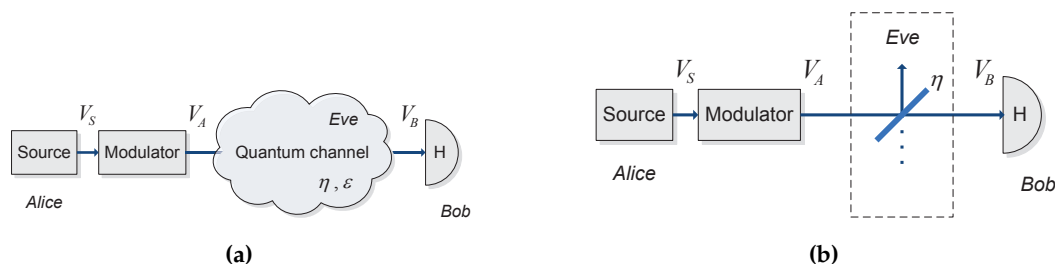 V_S
V_A
Eve
V_B
Source
Modulator
Quantum channel
H
η , ε
Alice
Bob
(a)
Eve
V_S
V_A
η
V_B
Source
Modulator
H
Alice
Bob
(b)